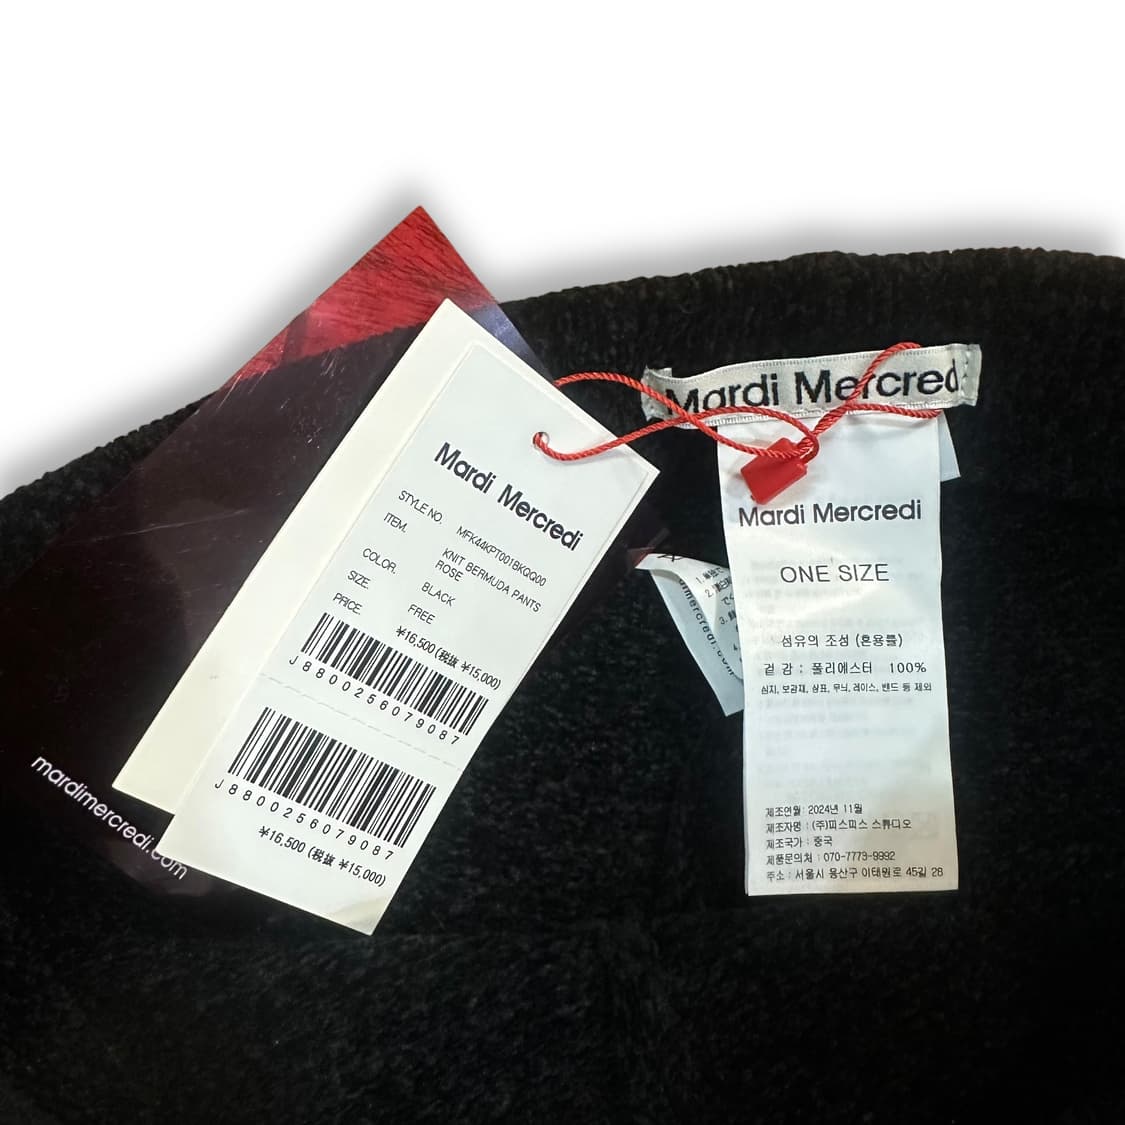 Mardi Mercredi
STYLE NO. MFK44KPT001BKQQ00
ITEM. KNIT BERMUDA PANTS
ROSE
COLOR. BLACK
SIZE. FREE
PRICE. ¥16,500 (税抜 ¥15,000)
J8800256079087
J8800256079087
¥16,500 (税抜 ¥15,000)
mardimercredi.com
Mardi Mercredi
Mardi Mercredi
ONE SIZE
섬유의 조성 (혼용률)
겉감 : 폴리에스터 100%
심지, 보강재, 상표, 무늬, 레이스, 밴드 등 제외
제조연월: 2024년 11월
제조자명 : (주)피스피스 스튜디오
제조국가 : 중국
제품문의처 : 070-7773-9992
주소 : 서울시 용산구 이태원로 45길 28
mardimercredi.com